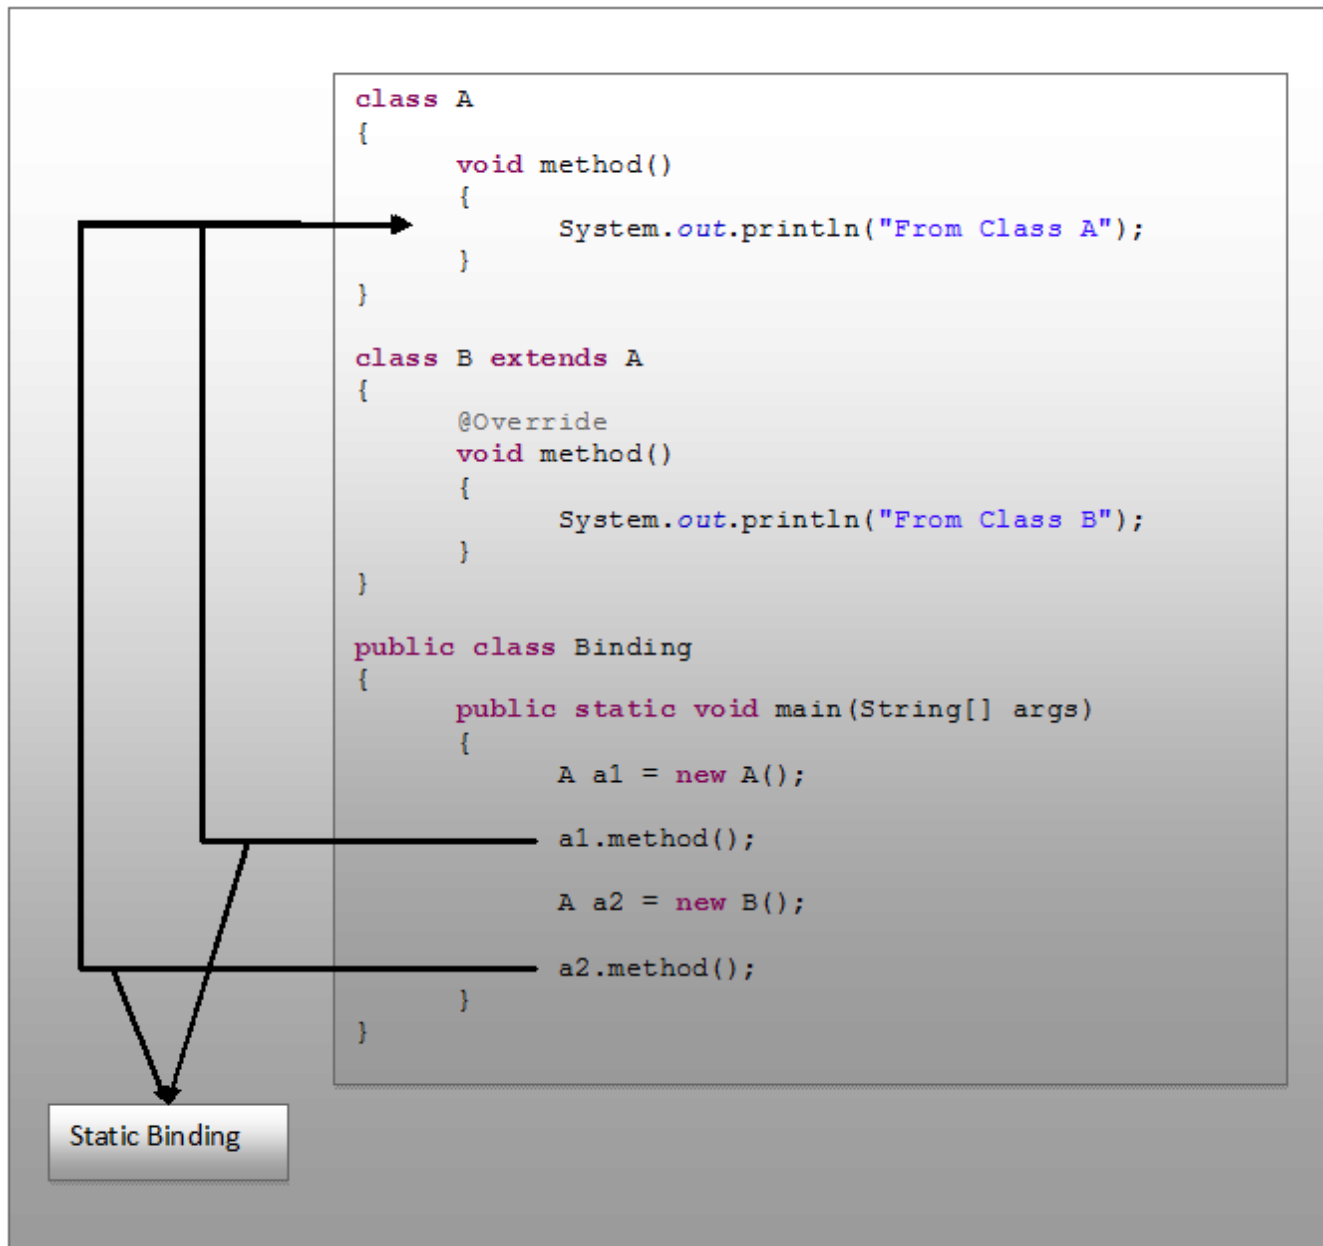 class A
{
void method()
{
System.out.println("From Class A");
}
}
class B extends A
{
@Override
void method()
{
System.out.println("From Class B");
}
}
public class Binding
{
public static void main(String[] args)
{
A a1 = new A();
a1.method();
A a2 = new B();
a2.method();
}
}
Static Binding